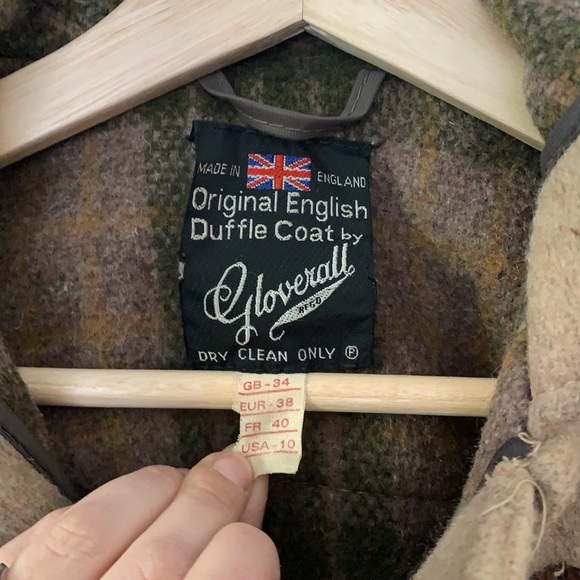 MADE IN ENGLAND
Original English
Duffle Coat by
Gloverall
REGD
DRY CLEAN ONLY Ⓟ
GB - 34
EUR - 38
FR 40
USA - 10